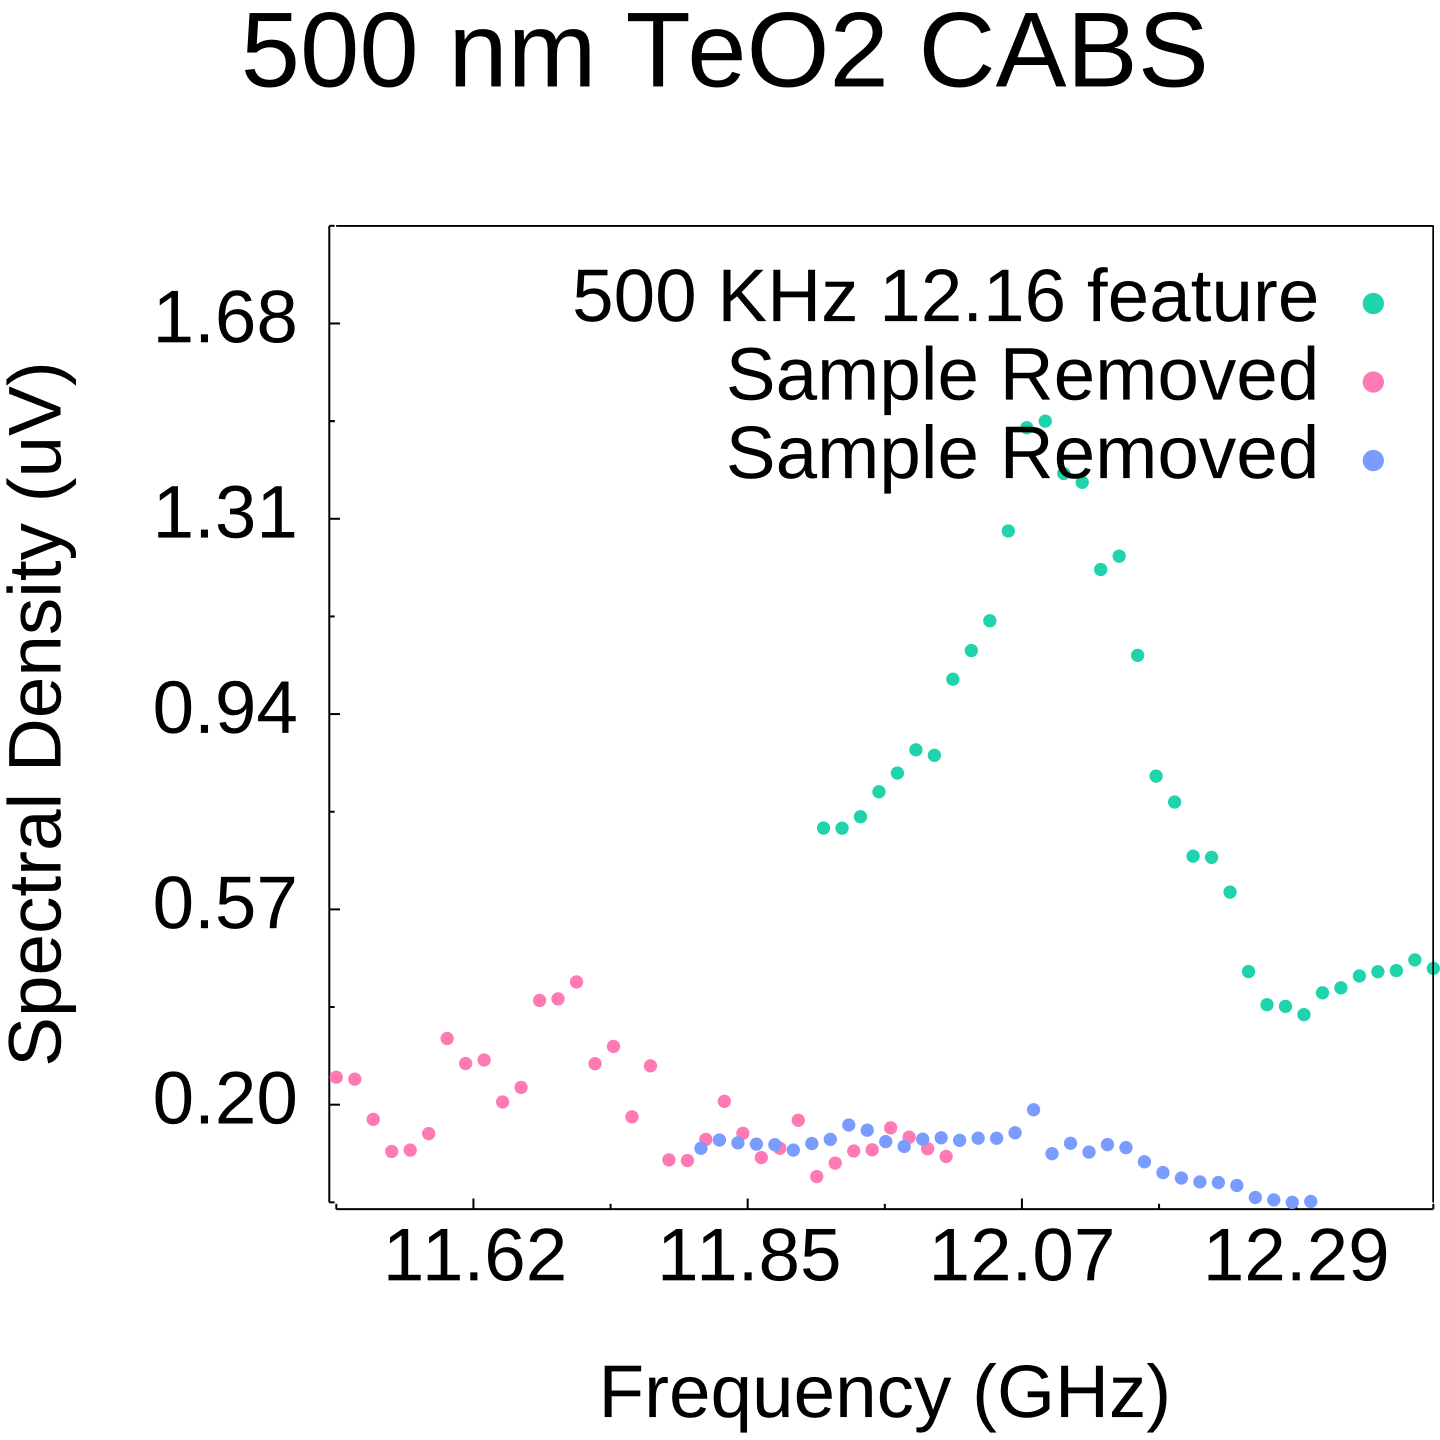 500 nm TeO2 CABS
500 KHz 12.16 feature
Sample Removed
Sample Removed
Spectral Density (uV)
1.68
1.31
0.94
0.57
0.20
11.62 11.85 12.07 12.29
Frequency (GHz)